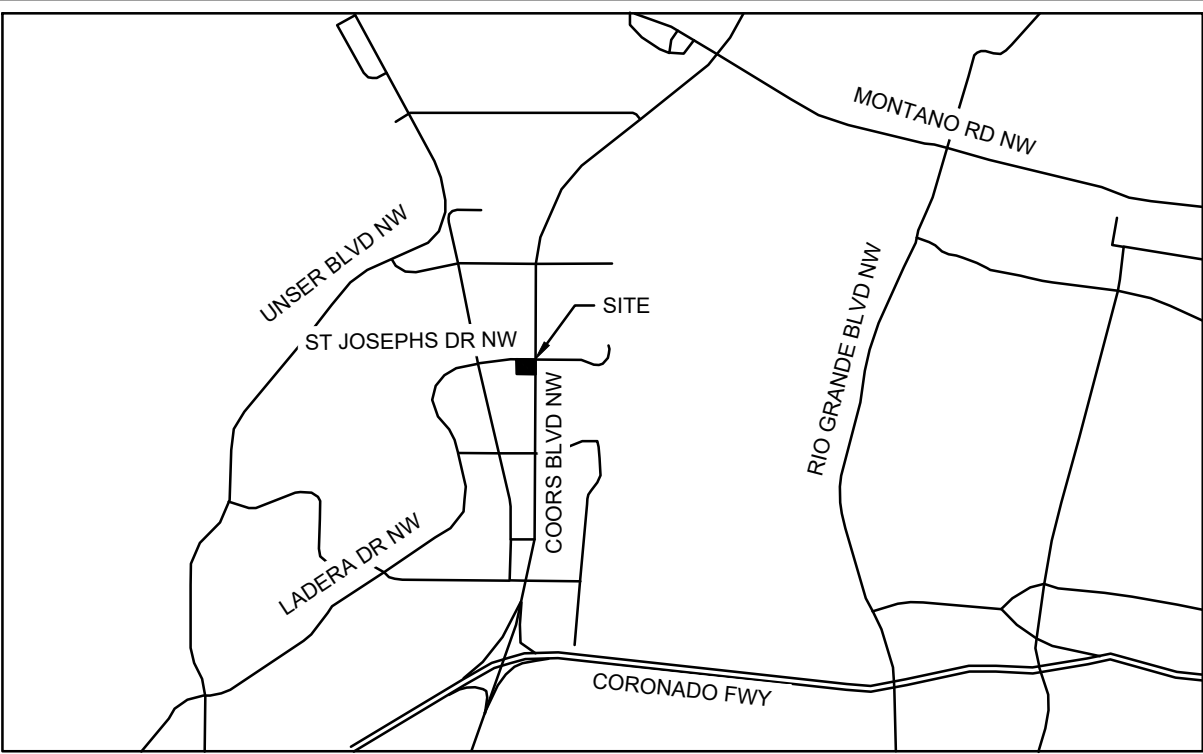 MONTANO RD NW
UNSER BLVD NW
SITE
ST JOSEPHS DR NW
RIO GRANDE BLVD NW
COORS BLVD NW
LADERA DR NW
CORONADO FWY